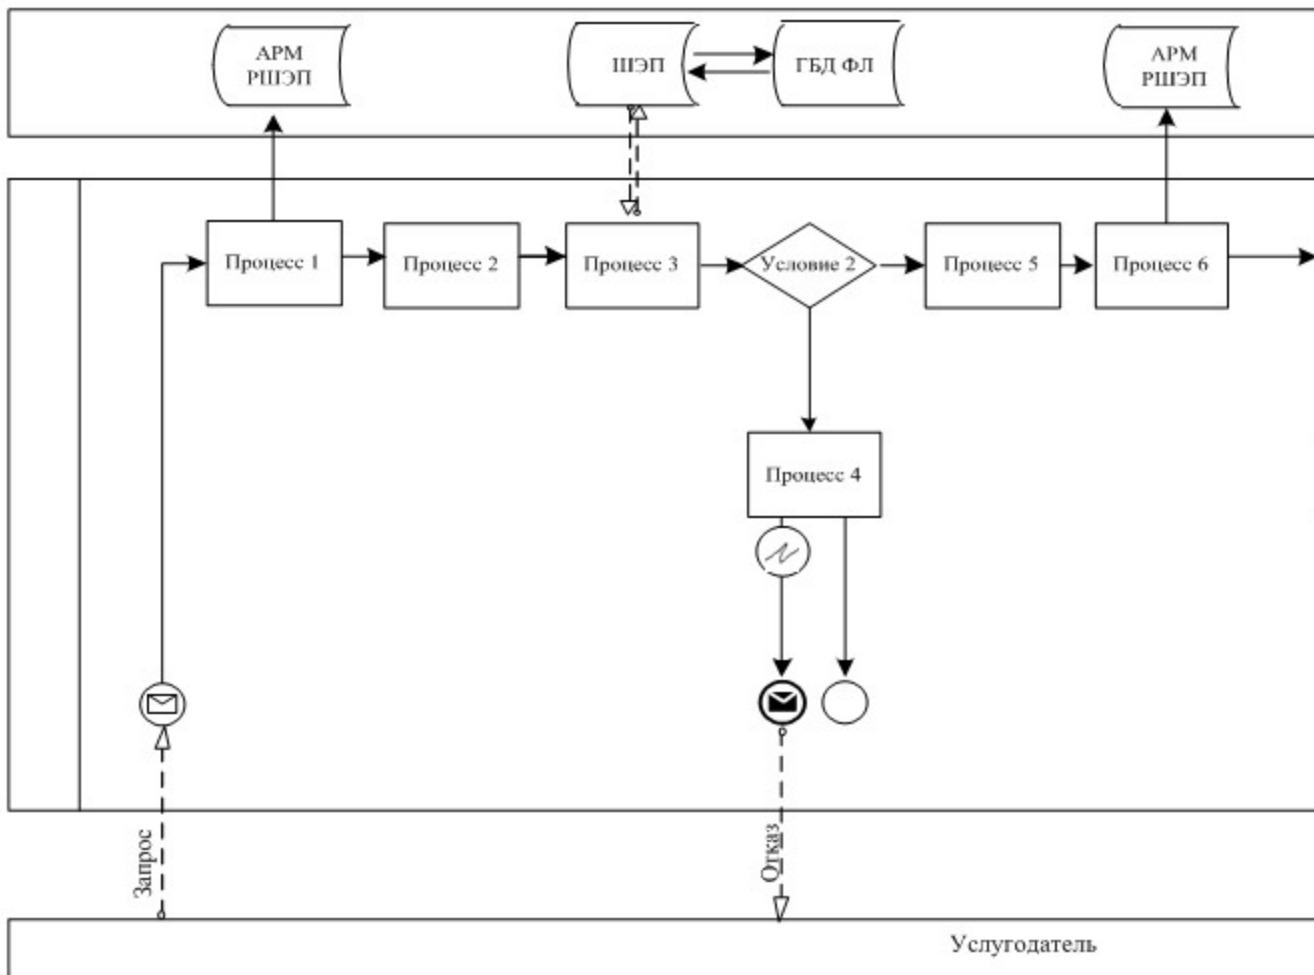 АРМ
РШЭП
ШЭП
ГБД ФЛ
АРМ
РШЭП
Процесс 1
Процесс 2
Процесс 3
Условие 2
Процесс 5
Процесс 6
Процесс 4
Запрос
Отказ
Услугодатель